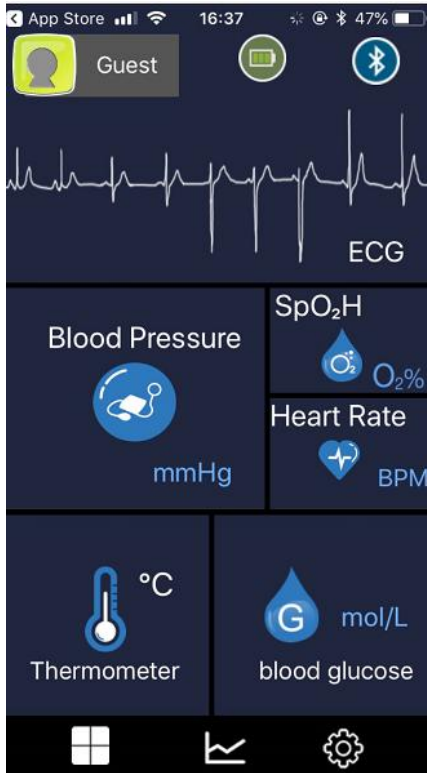 App Store 16:37 47%
Guest
ECG
Blood Pressure
mmHg
SpO₂H
O₂
O₂%
Heart Rate
BPM
°C
Thermometer
G
mol/L
blood glucose